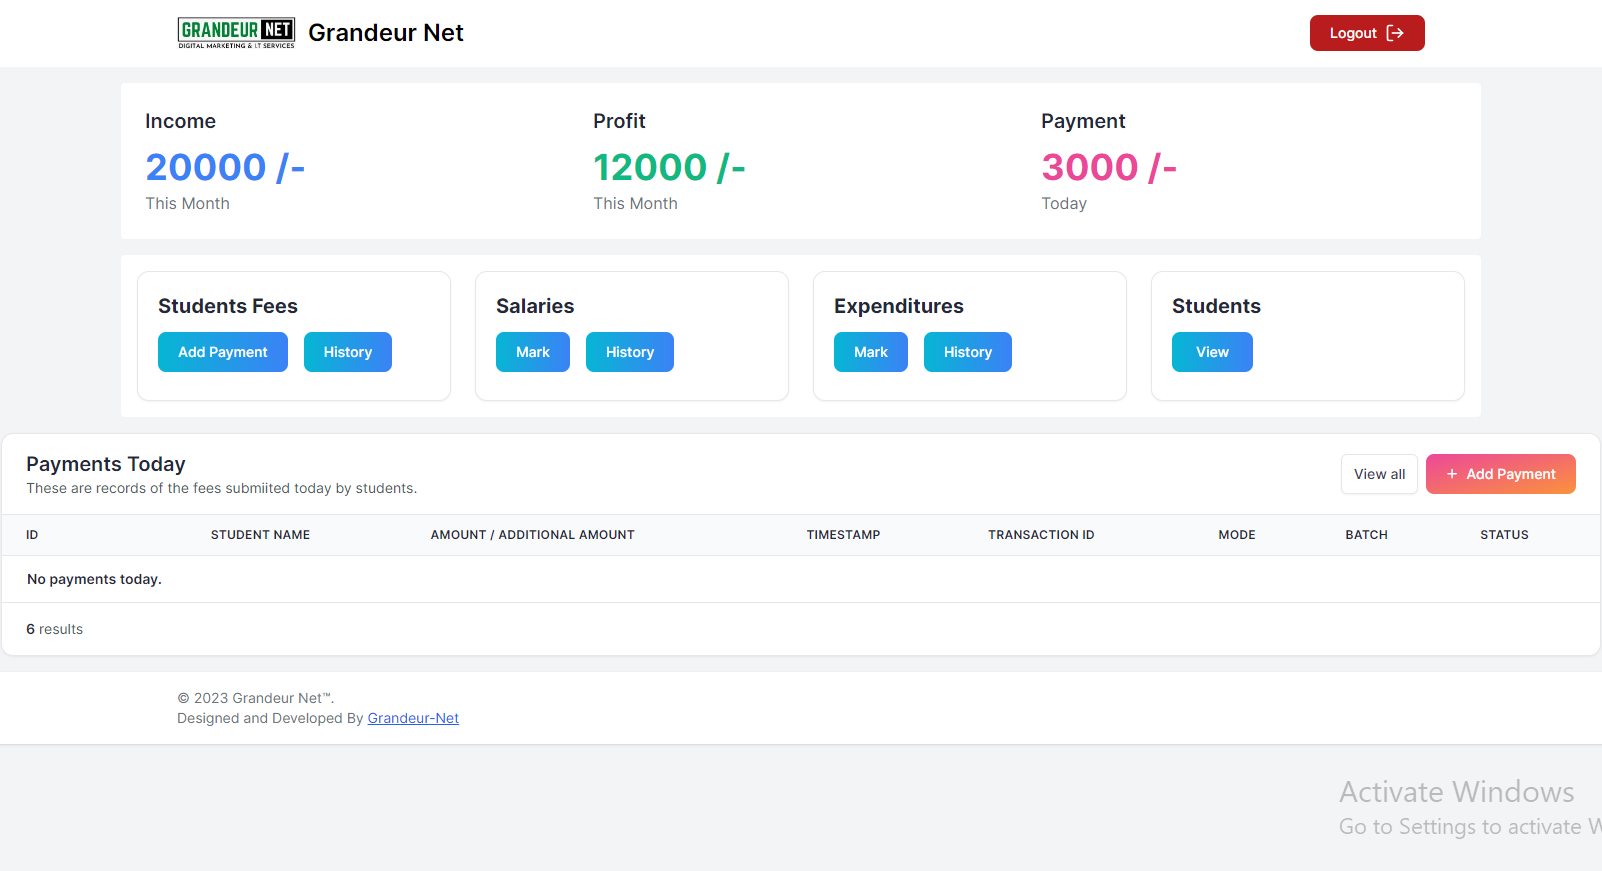 GRANDEUR NET
DIGITAL MARKETING & I.T SERVICES
Grandeur Net
Logout
Income
20000 /-
This Month
Profit
12000 /-
This Month
Payment
3000 /-
Today
Students Fees
Add Payment History
Salaries
Mark History
Expenditures
Mark History
Students
View
Payments Today
These are records of the fees submiited today by students.
View all + Add Payment
ID STUDENT NAME AMOUNT / ADDITIONAL AMOUNT TIMESTAMP TRANSACTION ID MODE BATCH STATUS
No payments today.
6 results
© 2023 Grandeur Net™.
Designed and Developed By Grandeur-Net
Activate Windows
Go to Settings to activate W